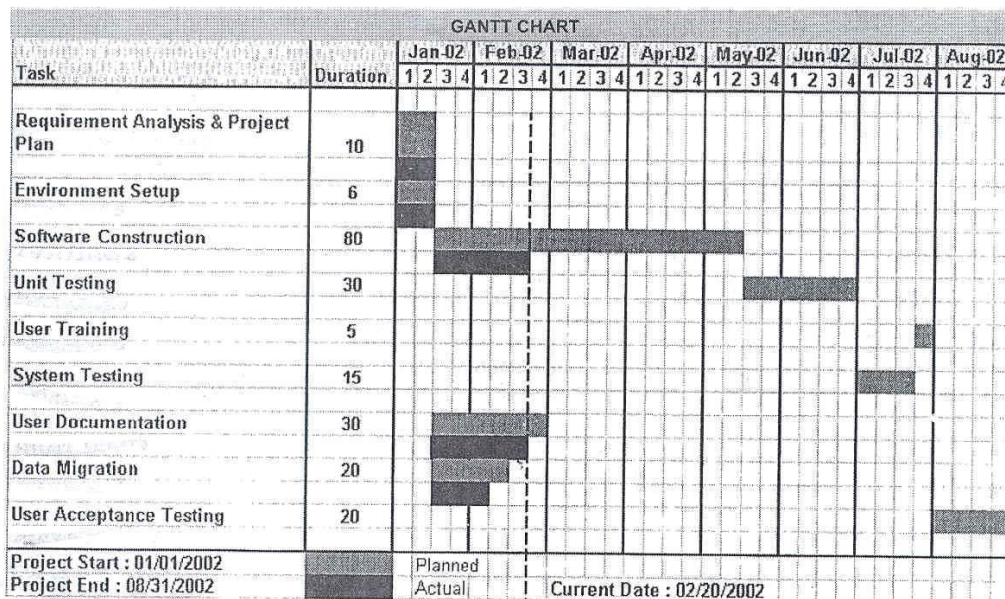 GANTT CHART
Jan-02 Feb-02 Mar-02 Apr-02 May-02 Jun-02 Jul-02 Aug-02
Task Duration 1 2 3 4 1 2 3 4 1 2 3 4 1 2 3 4 1 2 3 4 1 2 3 4 1 2 3 4 1 2 3 4
Requirement Analysis & Project
Plan 10
Environment Setup 6
Software Construction 80
Unit Testing 30
User Training 5
System Testing 15
User Documentation 30
Data Migration 20
User Acceptance Testing 20
Project Start : 01/01/2002 Planned
Project End : 08/31/2002 Actual Current Date : 02/20/2002